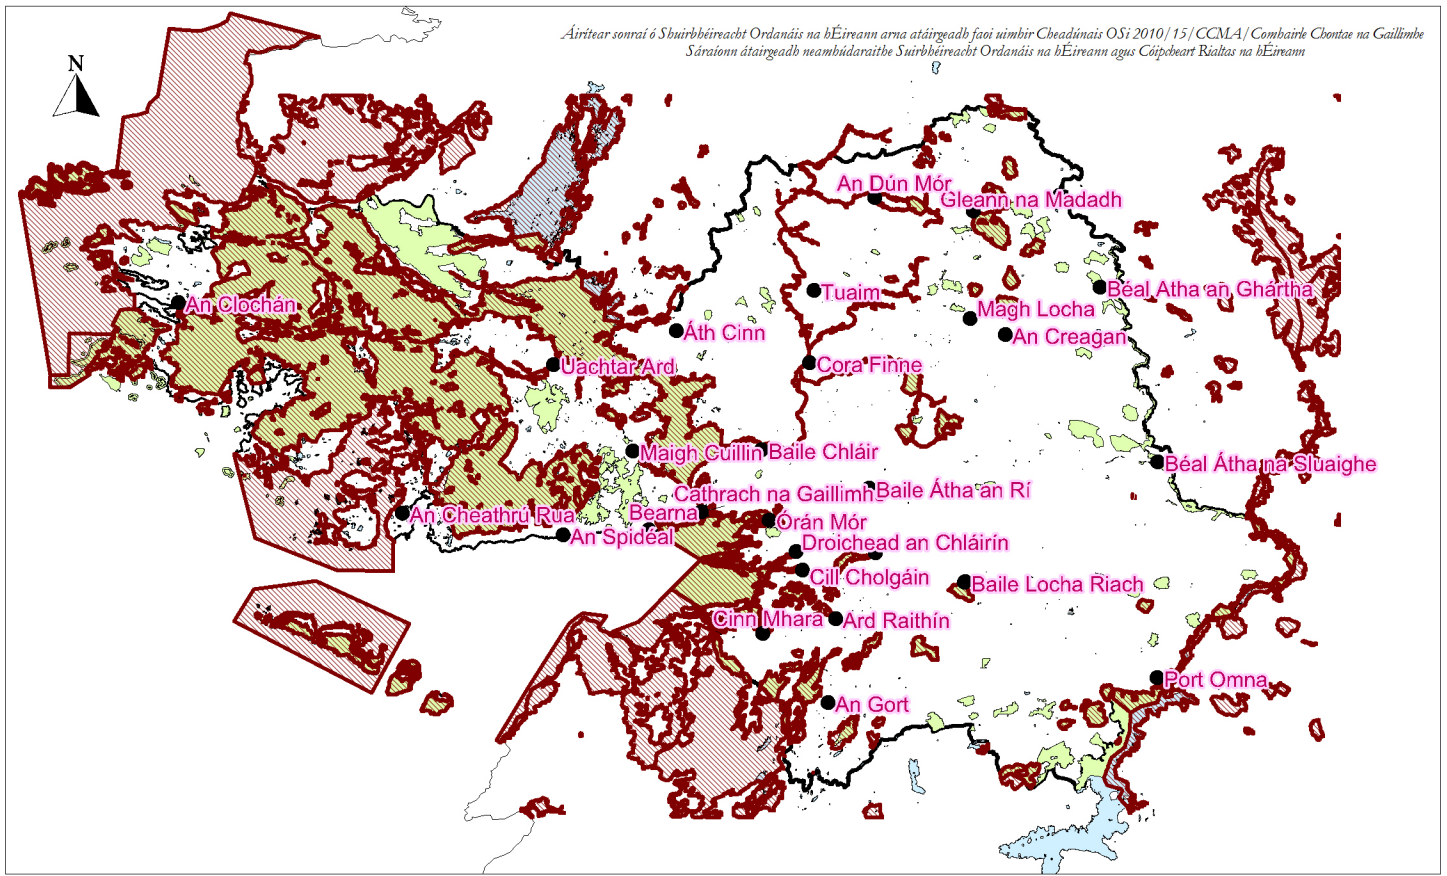 Áirítear sonraí ó Shuirbhéireacht Ordanáis na hÉireann arna atáirgeadh faoi uimhir Cheadúnais OSi 2010/15/CCMA/Comhairle Chontae na Gaillimhe
Sáraíonn átairgeadh neamhúdaraithe Suirbhéireacht Ordanáis na hÉireann agus Cóipcheart Rialtas na hÉireann
N
An Dún Mór
Gleann na Madadh
An Clochán
Tuaim
Béal Atha an Ghártha
Magh Locha
Áth Cinn
An Creagan
Uachtar Ard
Cora Finne
Maigh Cuillin
Baile Chláir
Béal Átha na Sluaighe
Cathrach na Gaillimhe
Baile Átha an Rí
An Cheathrú Rua
Bearna
Órán Mór
An Spidéal
Droichead an Chláirín
Cill Cholgáin
Baile Locha Riach
Cinn Mhara
Ard Raithín
Port Omna
An Gort